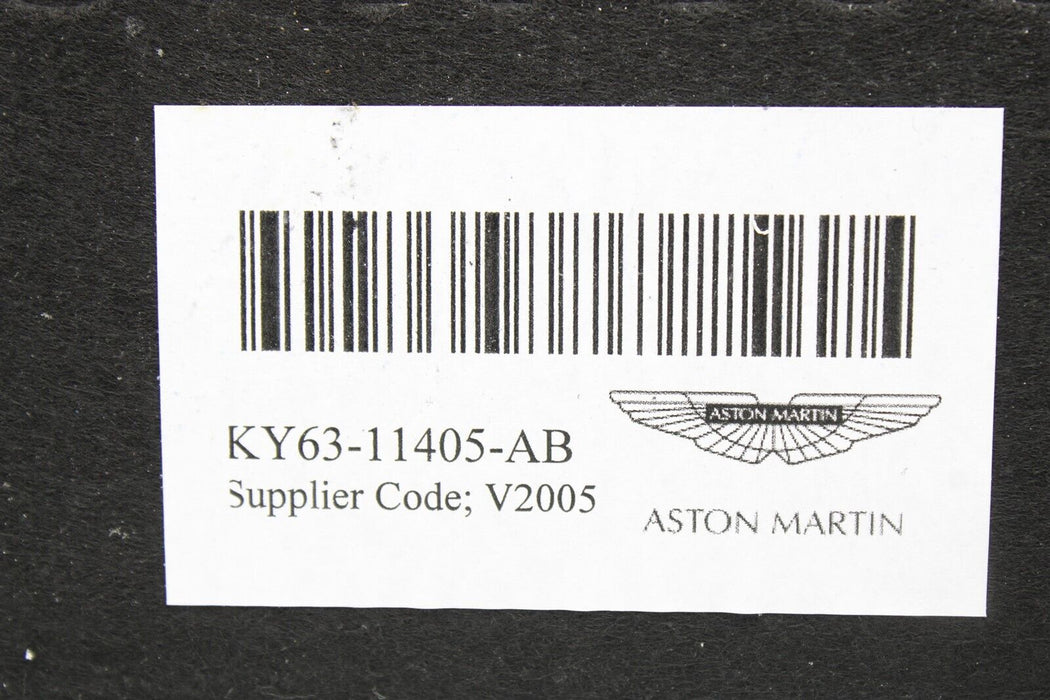 KY63-11405-AB
Supplier Code; V2005
ASTON MARTIN
ASTON MARTIN